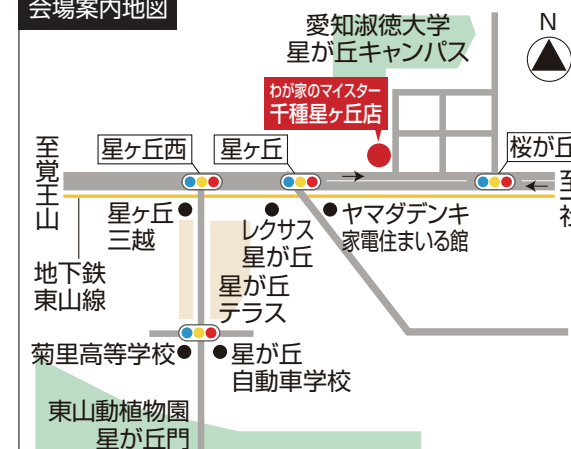 会場案内地図
愛知淑徳大学
星が丘キャンパス
N
わが家のマイスター
千種星ヶ丘店
至覚王山
星ヶ丘西
星ヶ丘
桜が丘
至一社
星ヶ丘
三越
レクサス
星が丘
ヤマダデンキ
家電住まいる館
地下鉄
東山線
星が丘
テラス
菊里高等学校
星が丘
自動車学校
東山動植物園
星が丘門